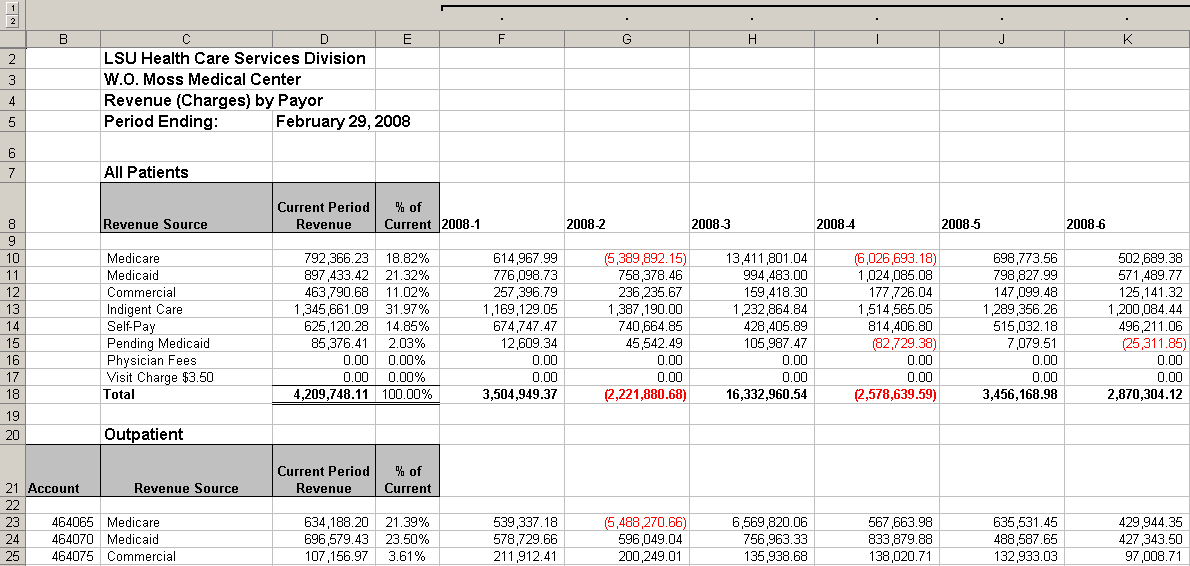 1
2
B C D E F G H I J K
2 LSU Health Care Services Division
3 W.O. Moss Medical Center
4 Revenue (Charges) by Payor
5 Period Ending: February 29, 2008
6
7 All Patients
Current Period % of
8 Revenue Source Revenue Current 2008-1 2008-2 2008-3 2008-4 2008-5 2008-6
9
10 Medicare 792,366.23 18.82% 614,967.99 (5,389,892.15) 13,411,801.04 (6,026,693.18) 698,773.56 502,689.38
11 Medicaid 897,433.42 21.32% 776,098.73 758,378.46 994,483.00 1,024,085.08 798,827.99 571,489.77
12 Commercial 463,790.68 11.02% 257,396.79 236,235.67 159,418.30 177,726.04 147,099.48 125,141.32
13 Indigent Care 1,345,661.09 31.97% 1,169,129.05 1,387,190.00 1,232,864.84 1,514,565.05 1,289,356.26 1,200,084.44
14 Self-Pay 625,120.28 14.85% 674,747.47 740,664.85 428,405.89 814,406.80 515,032.18 496,211.06
15 Pending Medicaid 85,376.41 2.03% 12,609.34 45,542.49 105,987.47 (82,729.38) 7,079.51 (25,311.85)
16 Physician Fees 0.00 0.00% 0.00 0.00 0.00 0.00 0.00 0.00
17 Visit Charge $3.50 0.00 0.00% 0.00 0.00 0.00 0.00 0.00 0.00
18 Total 4,209,748.11 100.00% 3,504,949.37 (2,221,880.68) 16,332,960.54 (2,578,639.59) 3,456,168.98 2,870,304.12
19
20 Outpatient
Current Period % of
21 Account Revenue Source Revenue Current
22
23 464065 Medicare 634,188.20 21.39% 539,337.18 (5,488,270.66) 6,569,820.06 567,663.98 635,531.45 429,944.35
24 464070 Medicaid 696,579.43 23.50% 578,729.66 596,049.04 756,963.33 833,879.88 488,587.65 427,343.50
25 464075 Commercial 107,156.97 3.61% 211,912.41 200,249.01 135,938.68 138,020.71 132,933.03 97,008.71